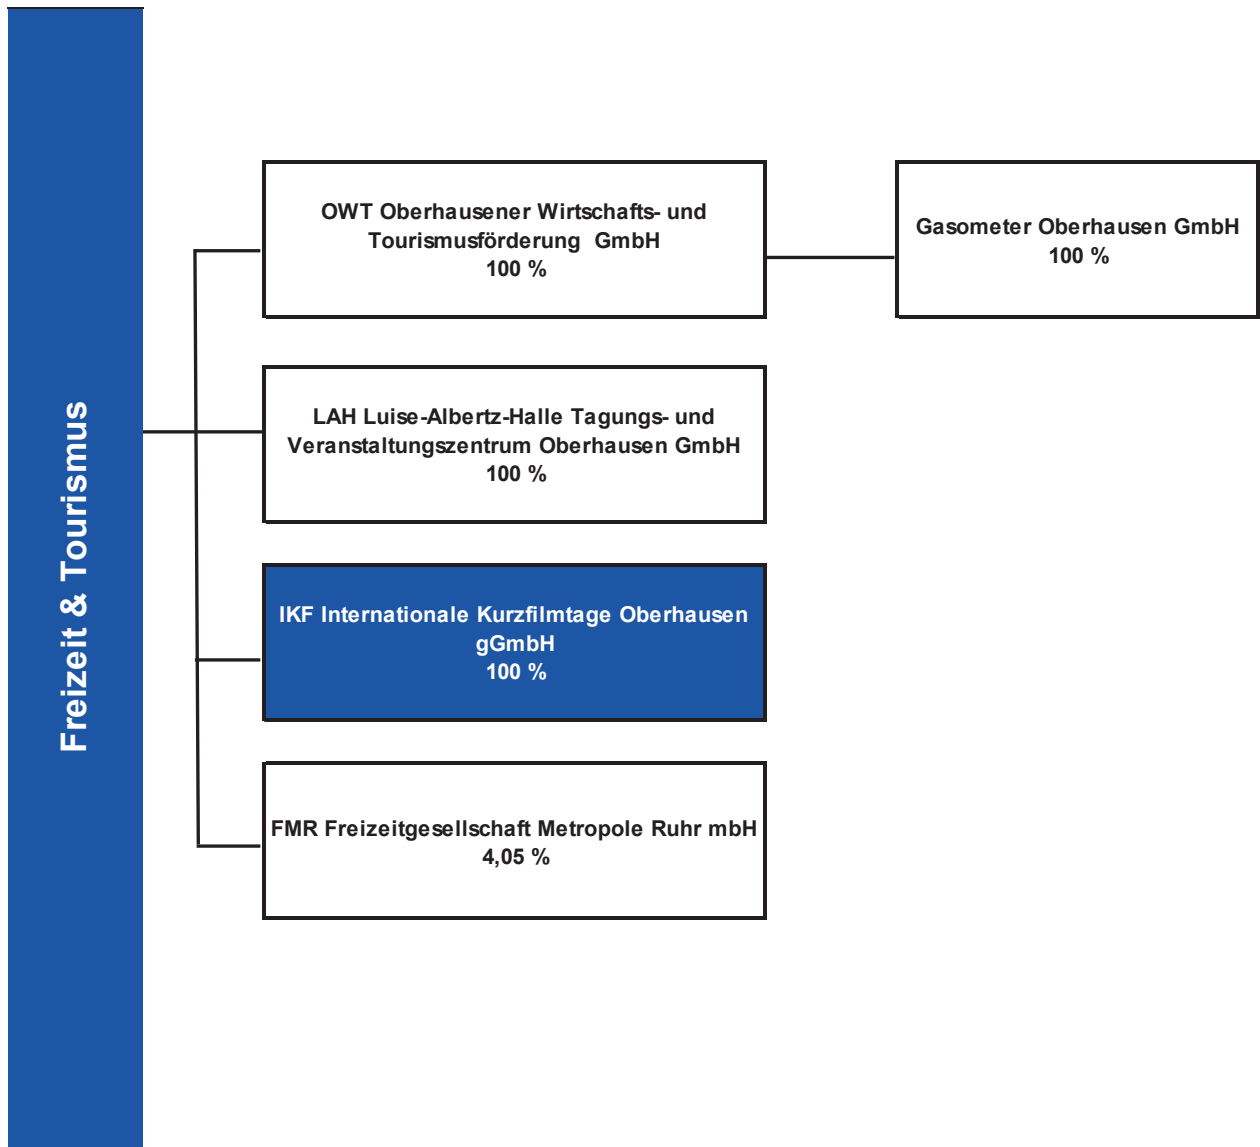 Freizeit & Tourismus
OWT Oberhausener Wirtschafts- und
Tourismusförderung GmbH
100 %
Gasometer Oberhausen GmbH
100 %
LAH Luise-Albertz-Halle Tagungs- und
Veranstaltungszentrum Oberhausen GmbH
100 %
IKF Internationale Kurzfilmtage Oberhausen
gGmbH
100 %
FMR Freizeitgesellschaft Metropole Ruhr mbH
4,05 %